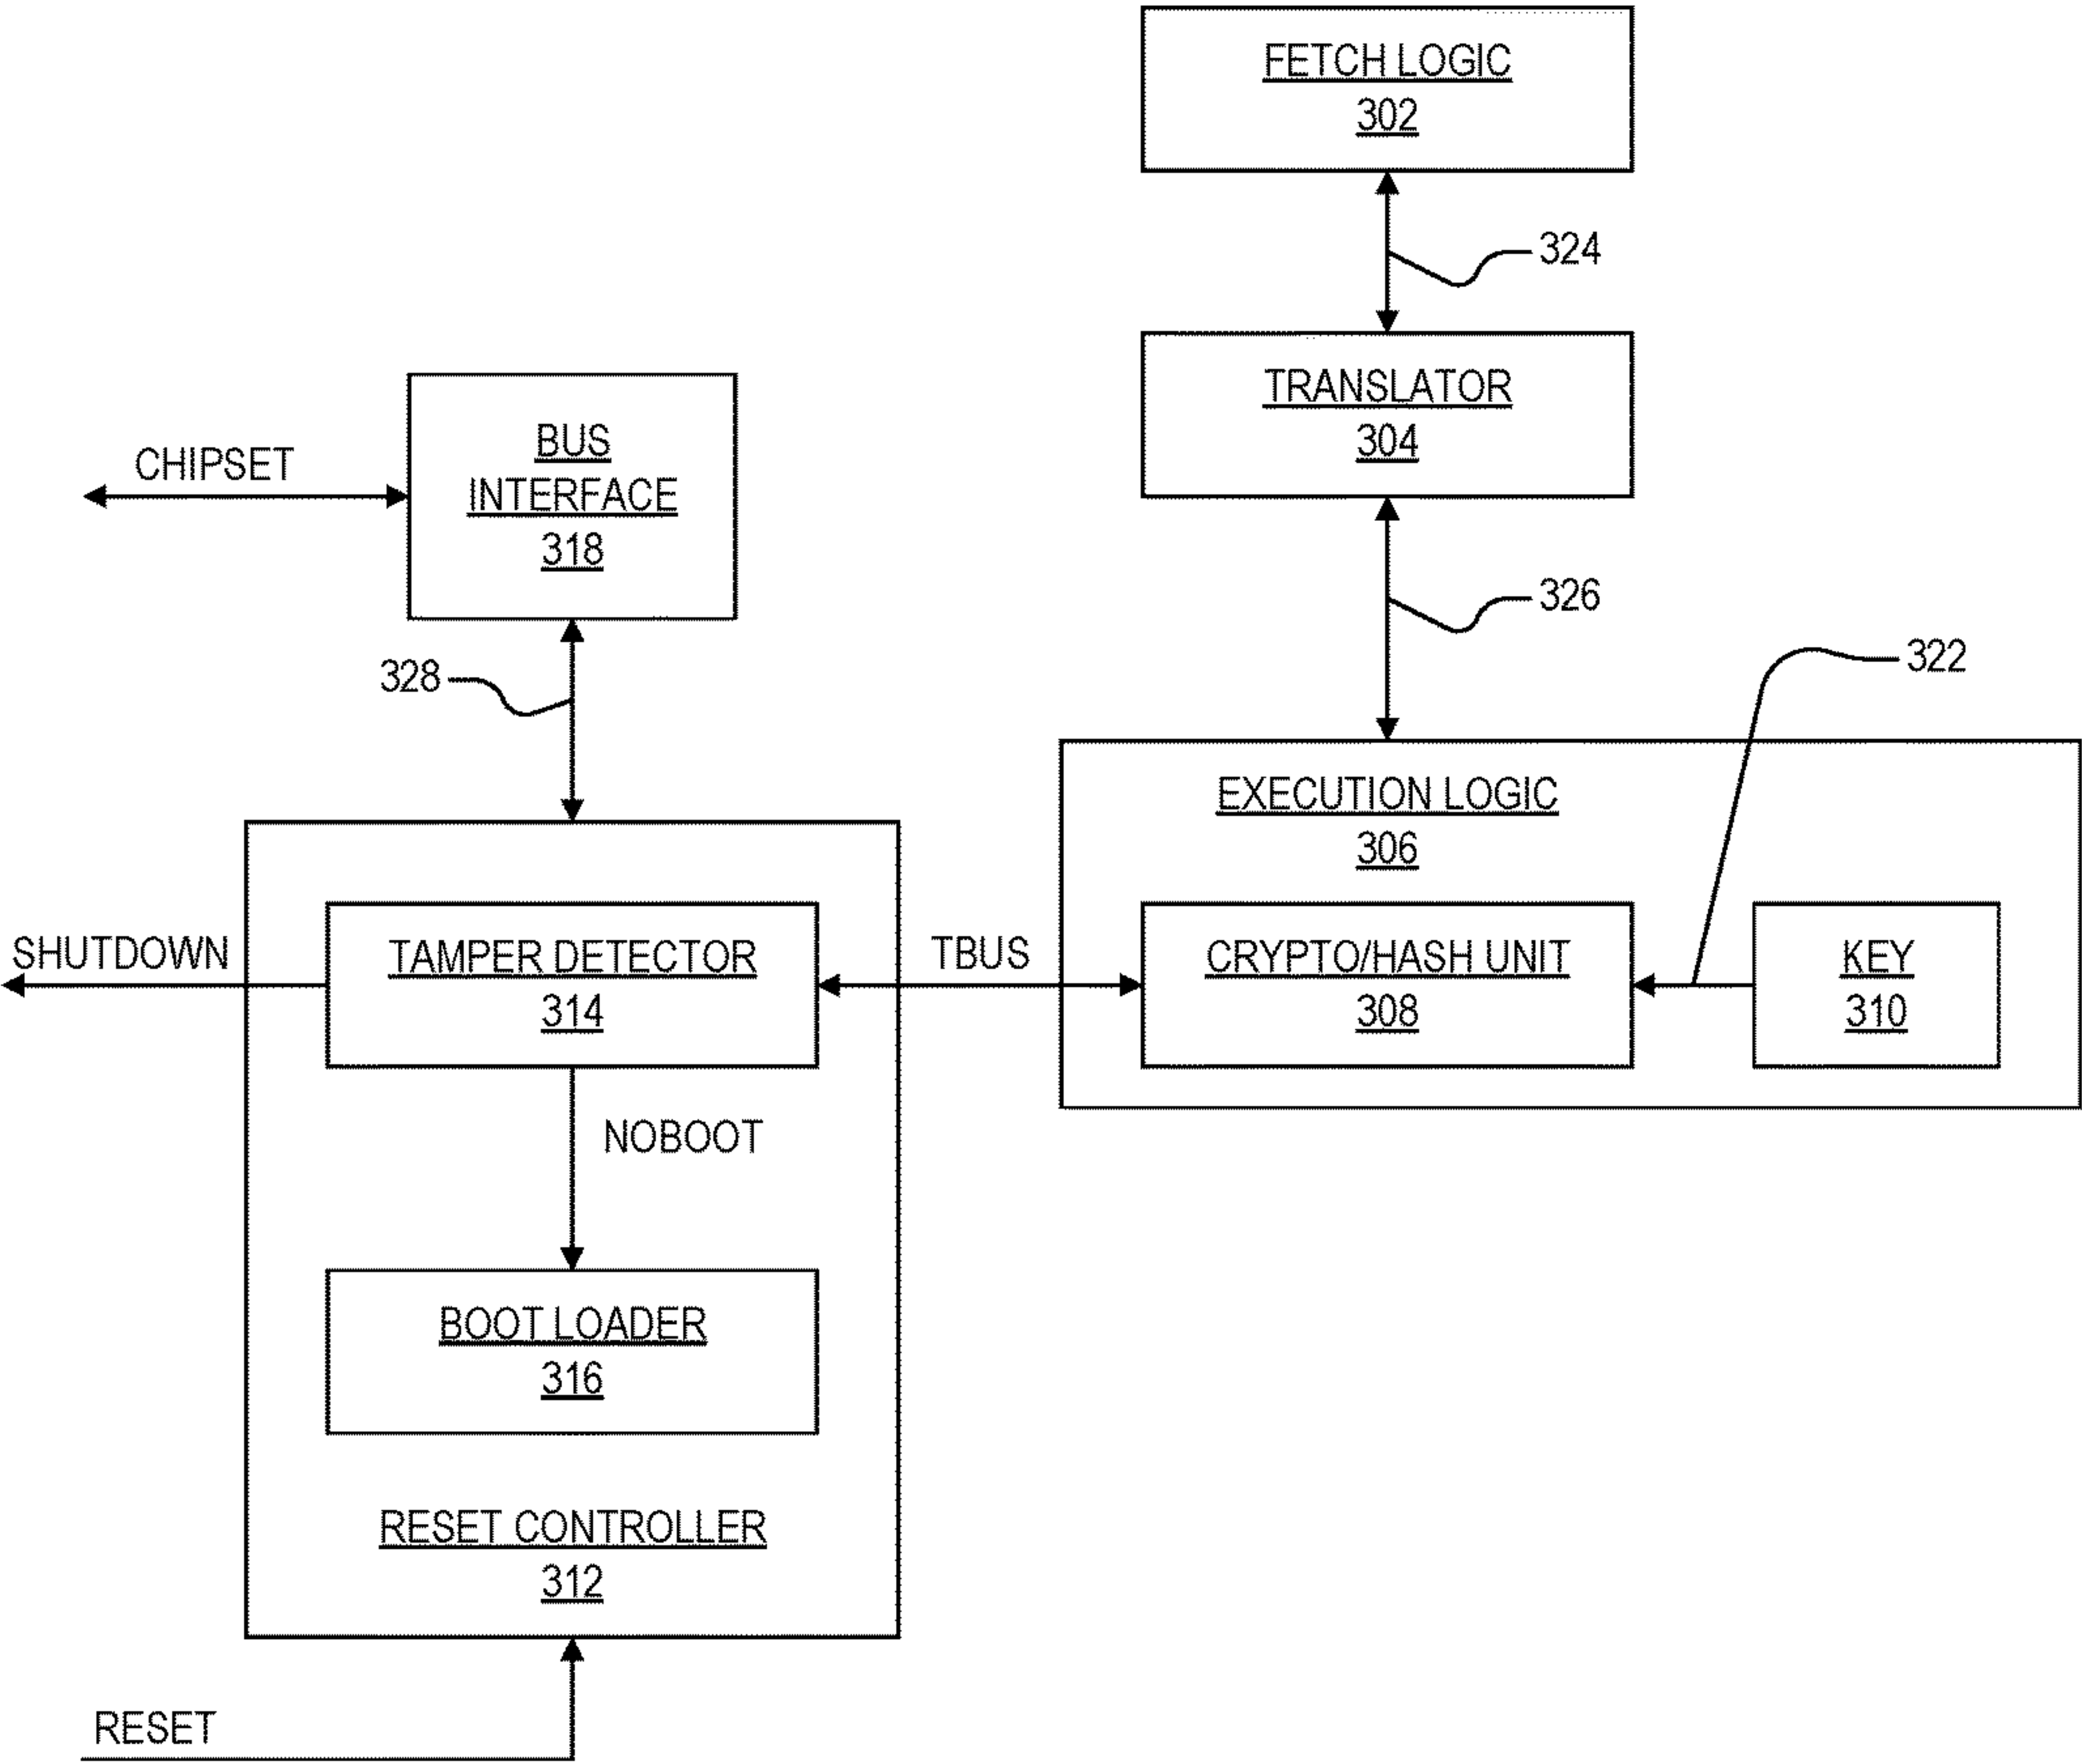 FETCH LOGIC
302
324
TRANSLATOR
304
BUS
INTERFACE
318
CHIPSET
326
328
322
EXECUTION LOGIC
306
SHUTDOWN
TAMPER DETECTOR
314
TBUS
CRYPTO/HASH UNIT
308
KEY
310
NOBOOT
BOOT LOADER
316
RESET CONTROLLER
312
RESET